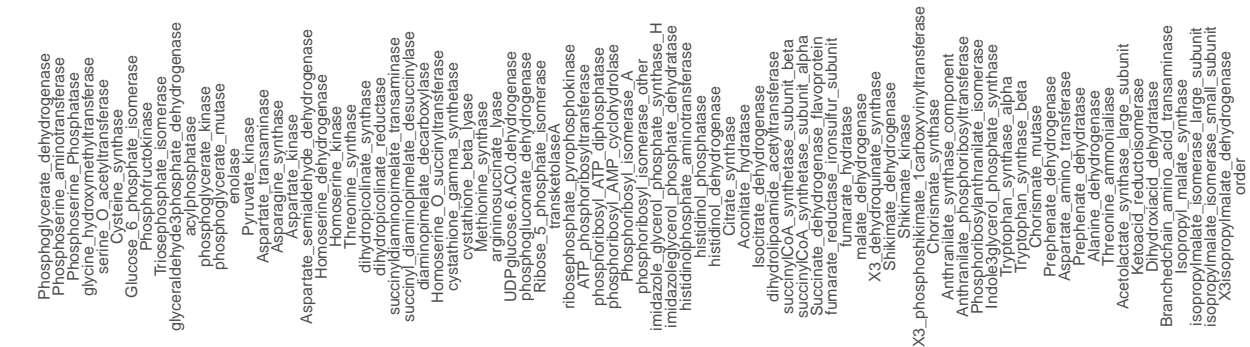 Phosphoglycerate_dehydrogenase
Phosphoserine_aminotransferase
Phosphoserine_Phosphatase
glycine_hydroxymethyltransferase
serine_O_acetyltransferase
Cysteine_synthase
Glucose_6_phosphate_isomerase
Phosphofructokinase
Triosephosphate_isomerase
glyceraldehyde3phosphate_dehydrogenase
acylphosphatase
phosphoglycerate_kinase
phosphoglycerate_mutase
enolase
Pyruvate_kinase
Aspartate_transaminase
Asparagine_synthase
Aspartate_kinase
Aspartate_semialdehyde_dehydrogenase
Homoserine_dehydrogenase
Homoserine_kinase
Threonine_synthase
dihydropicolinate_synthase
dihydropicolinate_reductase
succinyldiaminopimelate_transaminase
succinyl_diaminopimelate_desuccinylase
diaminopimelate_decarboxylase
Homoserine_O_succinyltransferase
cystathione_gamma_synthetase
cystathione_beta_lyase
Methionine_synthase
argininosuccinate_lyase
UDPglucose.6.AC0.dehydrogenase
phosphogluconate_dehydrogenase
Ribose_5_phosphate_isomerase
transketolaseA
ribosephosphate_pyrophosphokinase
ATP_phosphoribosyltransferase
phosphoribosyl_ATP_diphosphatase
phosphoribosyl_AMP_cyclohydrolase
Phosphoribosyl_isomerase_A
phosphoribosyl_isomerase_other
imidazole_glycerol_phosphate_synthase_H
imidazoleglycerol_phosphate_dehydratase
histidinolphosphate_aminotransferase
histidinol_phosphatase
histidinol_dehydrogenase
Citrate_synthase
Aconitate_hydratase
Isocitrate_dehydrogenase
dihydrolipoamide_acetyltransferase
succinylCoA_synthetase_subunit_beta
succinylCoA_synthetase_subunit_alpha
Succinate_dehydrogenase_flavoprotein
fumarate_reductase_ironsulfur_subunit
fumarate_hydratase
malate_dehydrogenase
X3_dehydroquinate_synthase
Shikimate_dehydrogenase
Shikimate_kinase
X3_phosphoshikimate_1carboxyvinyltransferase
Chorismate_synthase
Anthranilate_synthase_component
Anthranilate_phosphoribosyltransferase
Phosphoribosylanthranilate_isomerase
Indole3glycerol_phosphate_synthase
Tryptophan_synthase_alpha
Tryptophan_synthase_beta
Chorismate_mutase
Prephenate_dehydrogenase
Aspartate_amino_transferase
Prephenate_dehydratase
Alanine_dehydrogenase
Threonine_ammonialiase
Acetolactate_synthase_large_subunit
Ketoacid_reductoisomerase
Dihydroxiacid_dehydratase
Branchedchain_amino_acid_transaminase
Isopropyl_malate_synthase
isopropylmalate_isomerase_large_subunit
isopropylmalate_isomerase_small_subunit
X3isopropylmalate_dehydrogenase
order